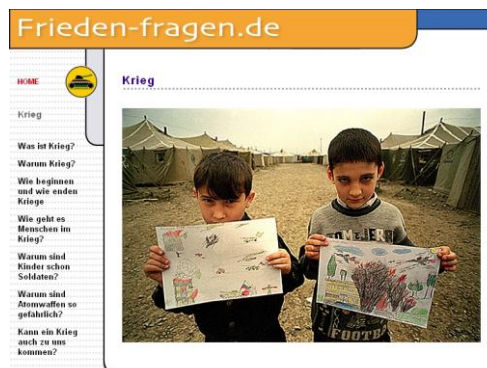 Frieden-fragen.de
HOME
Krieg
Krieg
Was ist Krieg?
Warum Krieg?
Wie beginnen
und wie enden
Kriege
Wie geht es
Menschen im
Krieg?
Warum sind
Kinder schon
Soldaten?
Warum sind
Atomwaffen so
gefährlich?
Kann ein Krieg
auch zu uns
kommen?
FOOTB